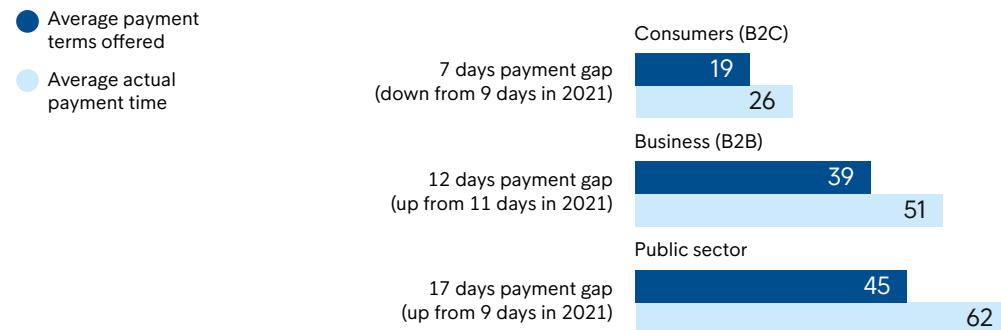 Average payment
terms offered
Average actual
payment time
Consumers (B2C)
7 days payment gap
(down from 9 days in 2021)
19
26
Business (B2B)
12 days payment gap
(up from 11 days in 2021)
39
51
Public sector
17 days payment gap
(up from 9 days in 2021)
45
62